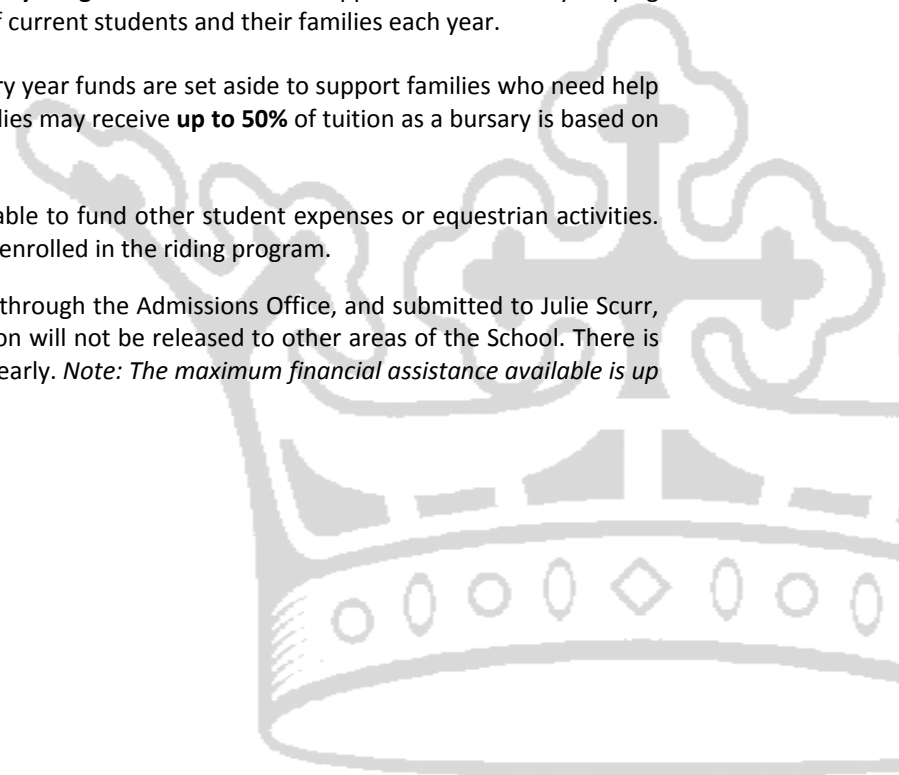 f current students and their families each year.
ry year funds are set aside to support families who need help
lies may receive up to 50% of tuition as a bursary is based on
able to fund other student expenses or equestrian activities.
enrolled in the riding program.
through the Admissions Office, and submitted to Julie Scurr,
on will not be released to other areas of the School. There is
early. Note: The maximum financial assistance available is up